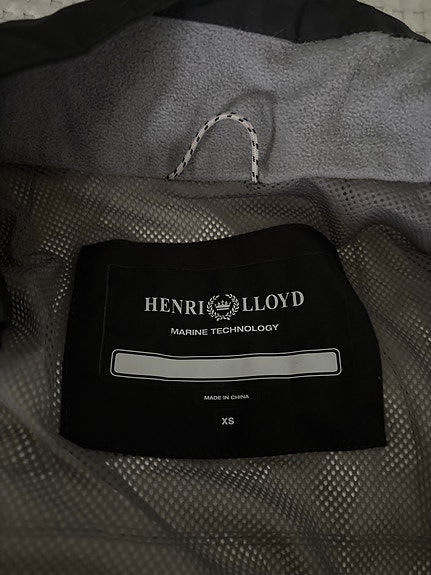 HENRI LLOYD
MARINE TECHNOLOGY
MADE IN CHINA
XS